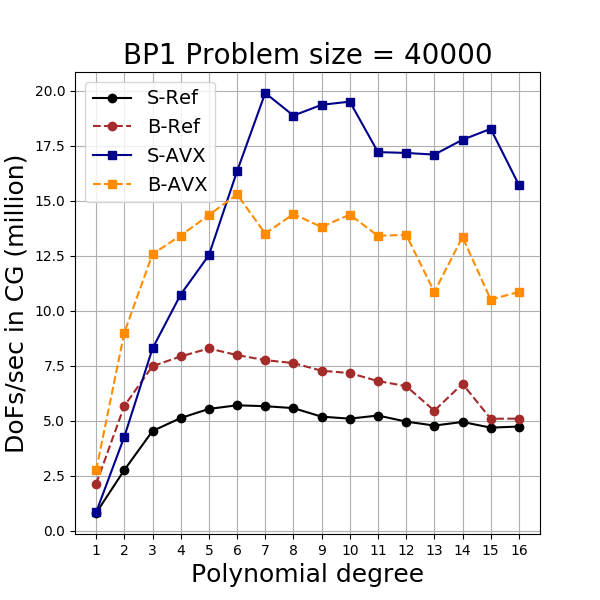 BP1 Problem size = 40000
S-Ref
B-Ref
S-AVX
B-AVX
DoFs/sec in CG (million)
20.0
17.5
15.0
12.5
10.0
7.5
5.0
2.5
0.0
1 2 3 4 5 6 7 8 9 10 11 12 13 14 15 16
Polynomial degree